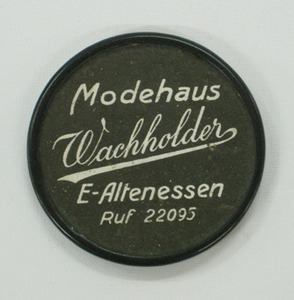 Modehaus
Wachholder
E-Altenessen
Ruf 22095